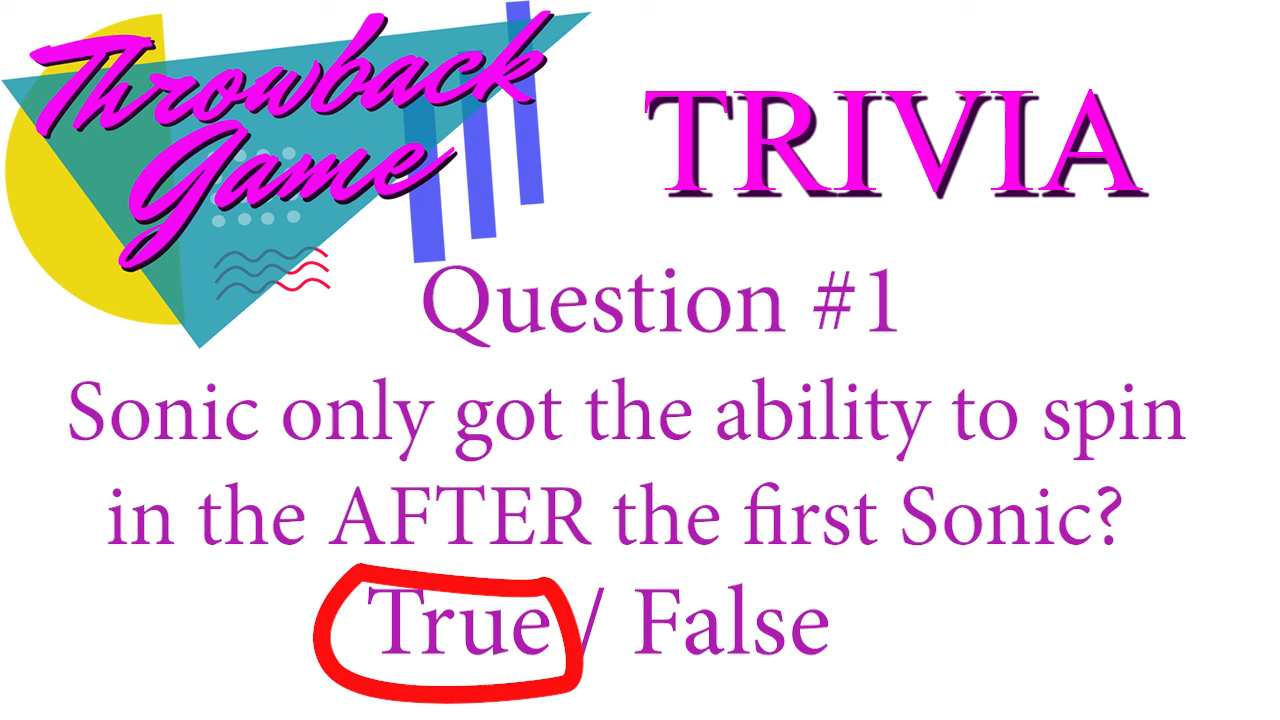 Throwback
Game
TRIVIA
Question #1
Sonic only got the ability to spin
in the AFTER the first Sonic?
True / False